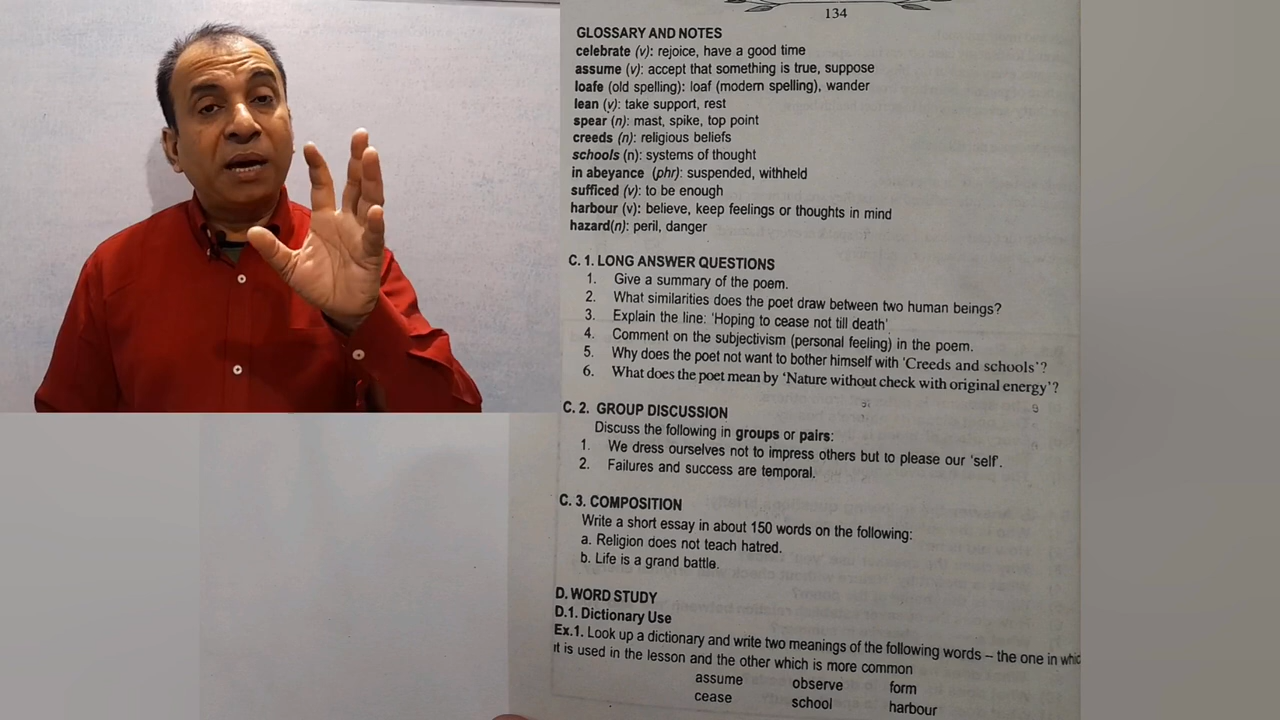 134
GLOSSARY AND NOTES
celebrate (v): rejoice, have a good time
assume (v): accept that something is true, suppose
loafe (old spelling): loaf (modern spelling), wander
lean (v): take support, rest
spear (n): mast, spike, top point
creeds (n): religious beliefs
schools (n): systems of thought
in abeyance (phr): suspended, withheld
sufficed (v): to be enough
harbour (v): believe, keep feelings or thoughts in mind
hazard(n): peril, danger
C. 1. LONG ANSWER QUESTIONS
1. Give a summary of the poem.
2. What similarities does the poet draw between two human beings?
3. Explain the line: 'Hoping to cease not till death'
4. Comment on the subjectivism (personal feeling) in the poem.
5. Why does the poet not want to bother himself with 'Creeds and schools'?
6. What does the poet mean by 'Nature without check with original energy'?
C. 2. GROUP DISCUSSION
Discuss the following in groups or pairs:
1. We dress ourselves not to impress others but to please our 'self'.
2. Failures and success are temporal.
C. 3. COMPOSITION
Write a short essay in about 150 words on the following:
a. Religion does not teach hatred.
b. Life is a grand battle.
D. WORD STUDY
D.1. Dictionary Use
Ex.1. Look up a dictionary and write two meanings of the following words – the one in whic
it is used in the lesson and the other which is more common
assume observe form
cease school harbour